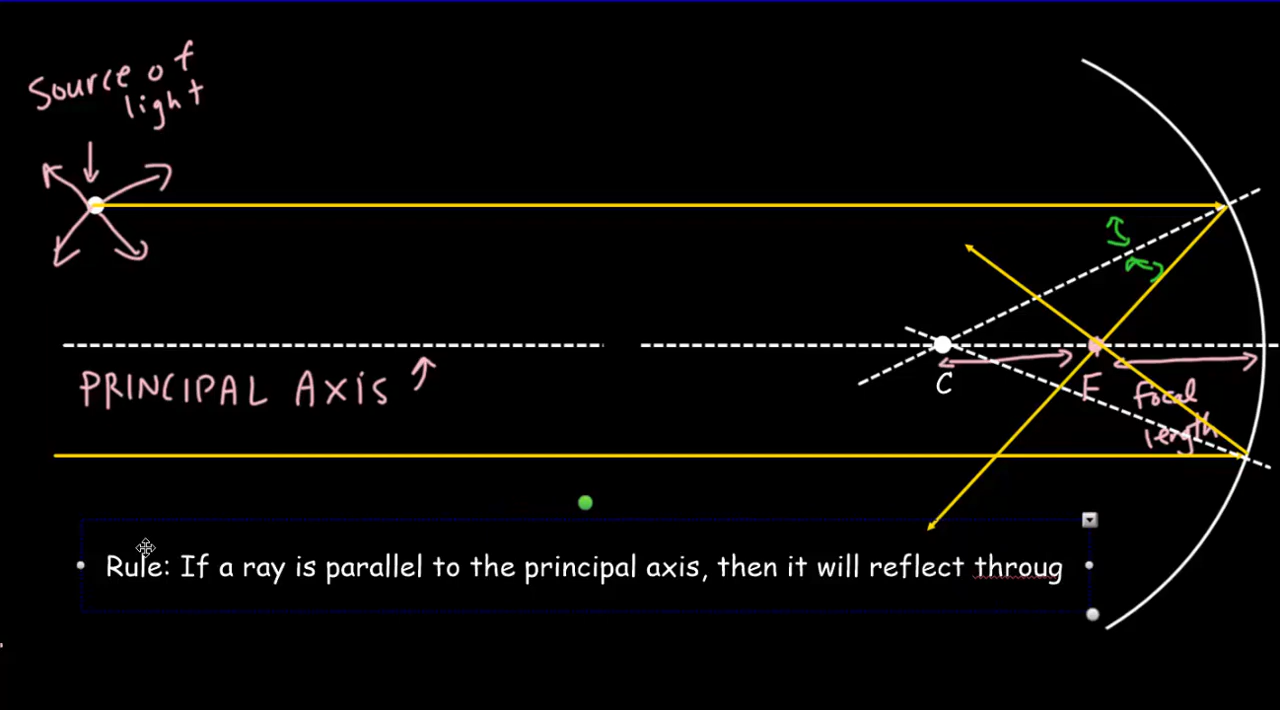 Source of
light
PRINCIPAL AXIS
C
F
focal
length
Rule: If a ray is parallel to the principal axis, then it will reflect throug